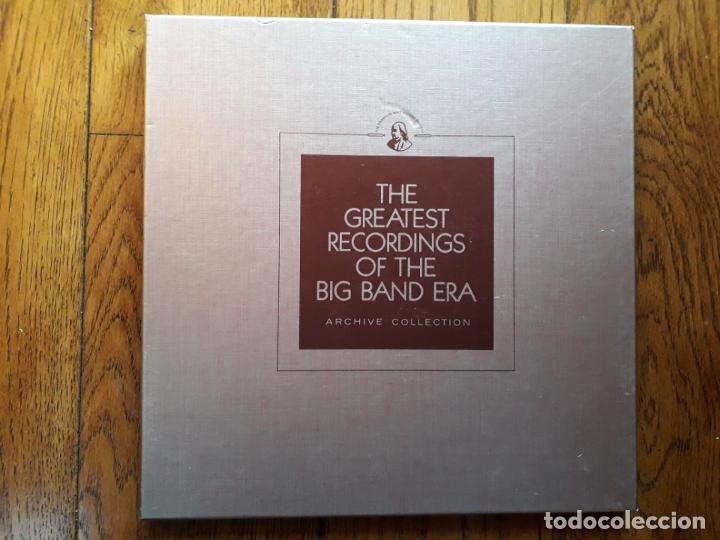 THE
GREATEST
RECORDINGS
OF THE
BIG BAND ERA
ARCHIVE COLLECTION
todocoleccion